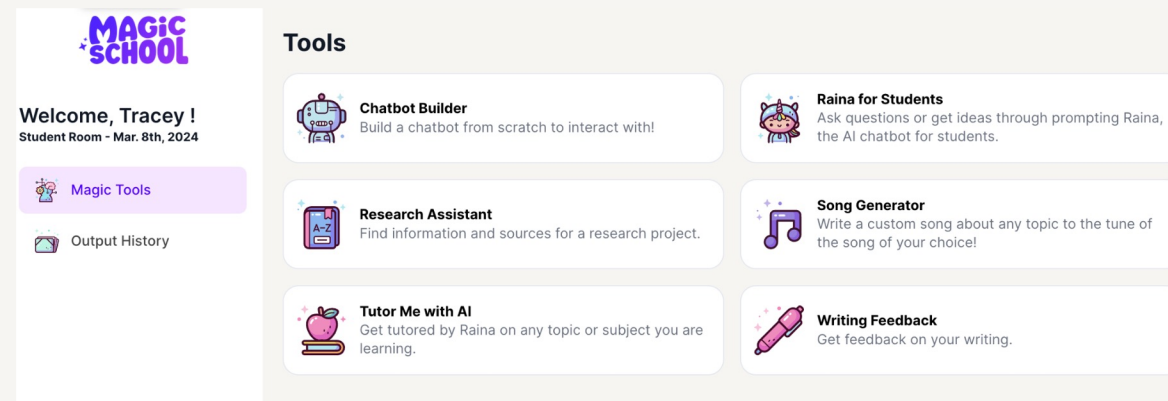 MAGIC
SCHOOL
Welcome, Tracey !
Student Room - Mar. 8th, 2024
Magic Tools
Output History
Tools
Chatbot Builder
Build a chatbot from scratch to interact with!
Raina for Students
Ask questions or get ideas through prompting Raina,
the AI chatbot for students.
Research Assistant
Find information and sources for a research project.
A-Z
Song Generator
Write a custom song about any topic to the tune of
the song of your choice!
Tutor Me with AI
Get tutored by Raina on any topic or subject you are
learning.
Writing Feedback
Get feedback on your writing.